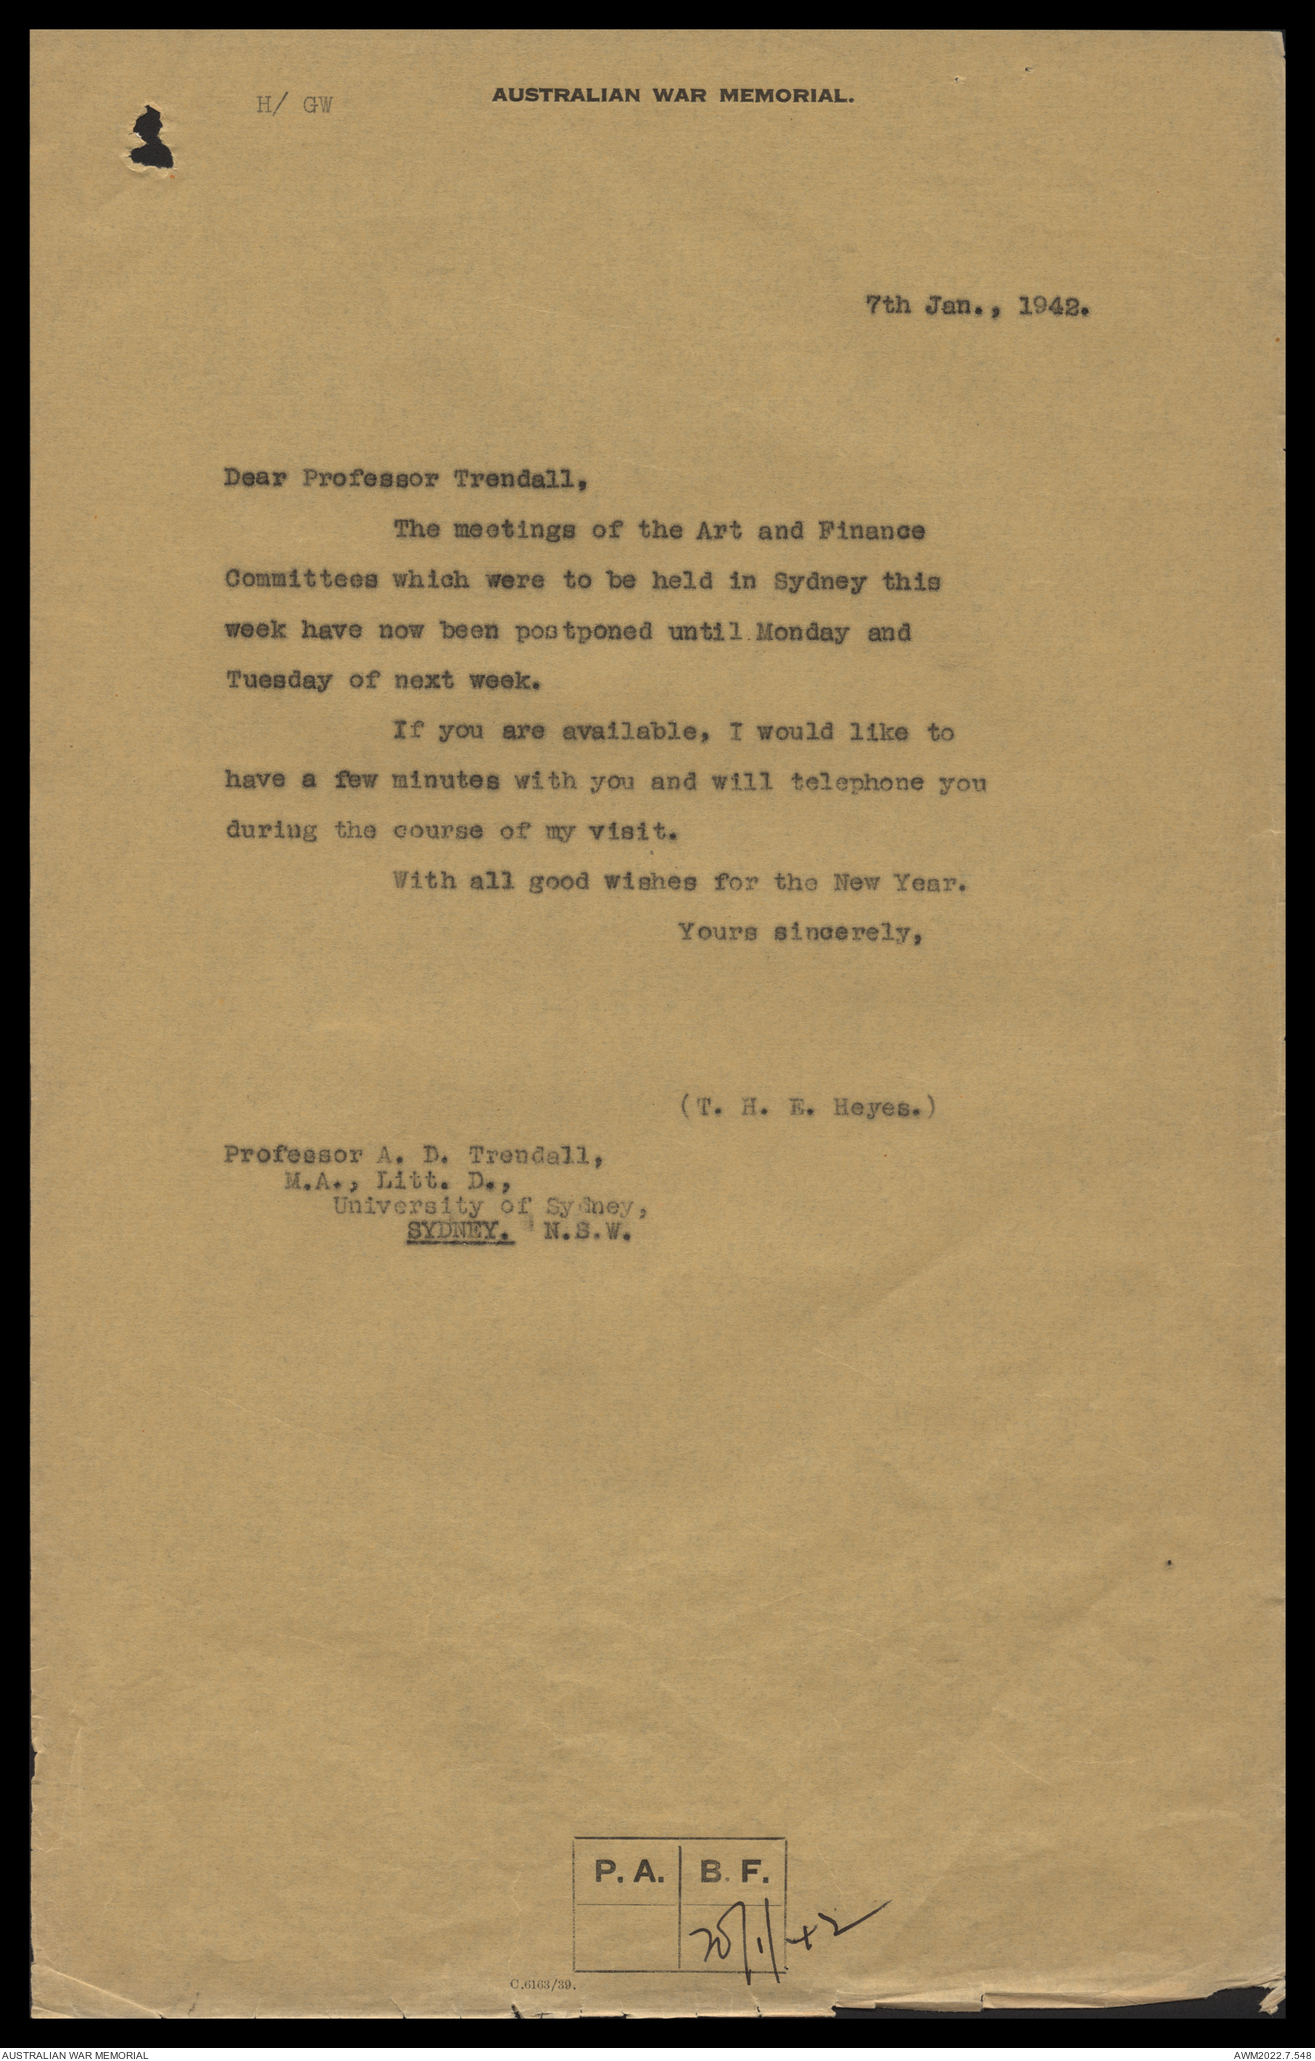 H/ GW
AUSTRALIAN WAR MEMORIAL.
7th Jan., 1942.
Dear Professor Trendall,
The meetings of the Art and Finance
Committees which were to be held in Sydney this
week have now been postponed until Monday and
Tuesday of next week.
If you are available, I would like to
have a few minutes with you and will telephone you
during the course of my visit.
With all good wishes for the New Year.
Yours sincerely,
(T. H. E. Heyes.)
Professor A. D. Trendall,
M.A., Litt. D.,
University of Sydney,
SYDNEY. N.S.W.
P. A. B. F.
/1/42
C.6163/39.
AUSTRALIAN WAR MEMORIAL
AWM2022.7.548